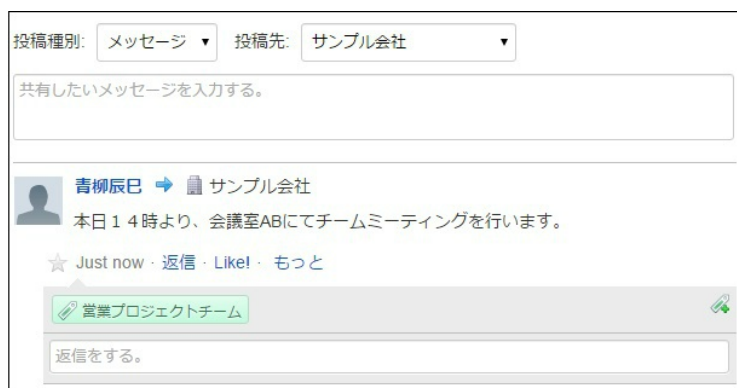 投稿種別: メッセージ 投稿先: サンプル会社
共有したいメッセージを入力する。
青柳辰巳 サンプル会社
本日１４時より、会議室ABにてチームミーティングを行います。
Just now · 返信 · Like! · もっと
営業プロジェクトチーム
返信をする。